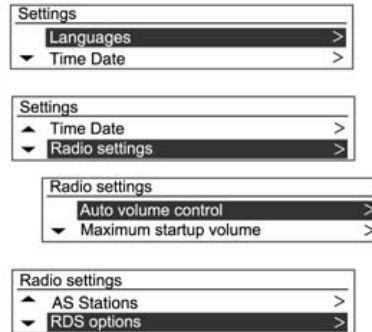 Settings
Languages >
Time Date >
Settings
Time Date >
Radio settings >
Radio settings
Auto volume control >
Maximum startup volume >
Radio settings
AS Stations >
RDS options >